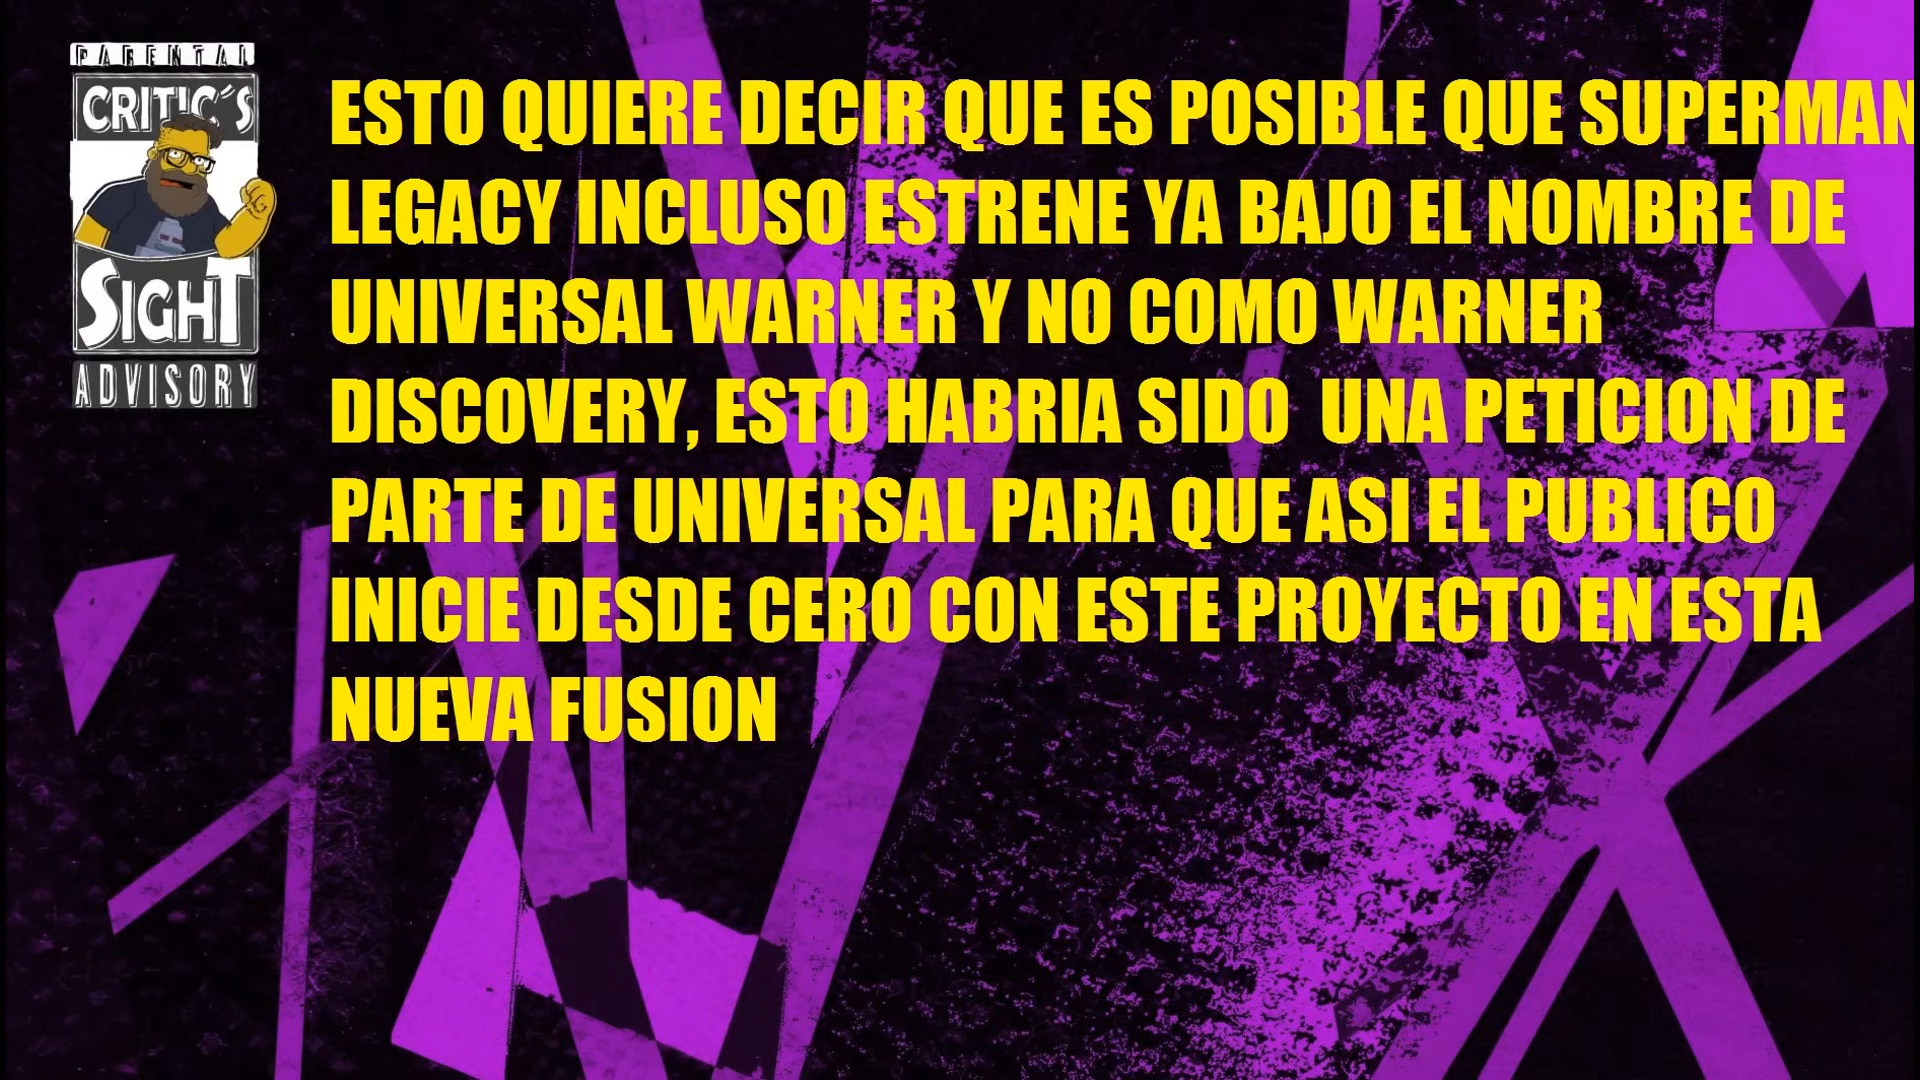 PARENTAL
CRITIC´S
SIGHT
ADVISORY
ESTO QUIERE DECIR QUE ES POSIBLE QUE SUPERMAN
LEGACY INCLUSO ESTRENE YA BAJO EL NOMBRE DE
UNIVERSAL WARNER Y NO COMO WARNER
DISCOVERY, ESTO HABRIA SIDO UNA PETICION DE
PARTE DE UNIVERSAL PARA QUE ASI EL PUBLICO
INICIE DESDE CERO CON ESTE PROYECTO EN ESTA
NUEVA FUSION